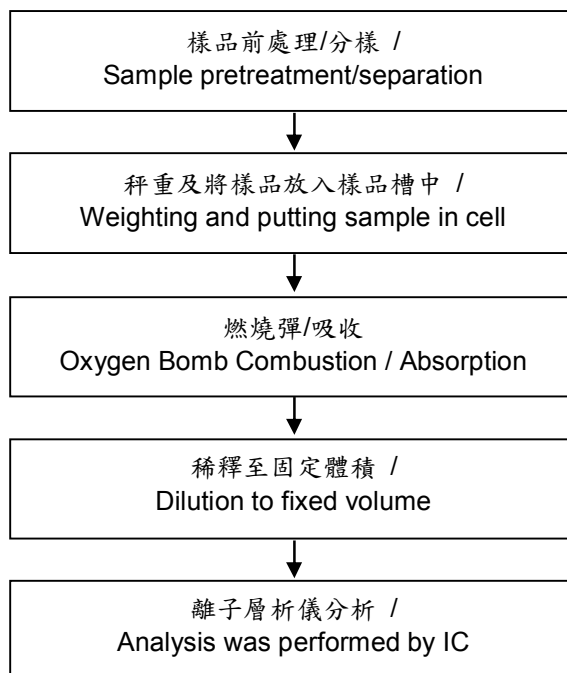 樣品前處理/分樣 /
Sample pretreatment/separation
秤重及將樣品放入樣品槽中 /
Weighting and putting sample in cell
燃燒彈/吸收
Oxygen Bomb Combustion / Absorption
稀釋至固定體積 /
Dilution to fixed volume
離子層析儀分析 /
Analysis was performed by IC